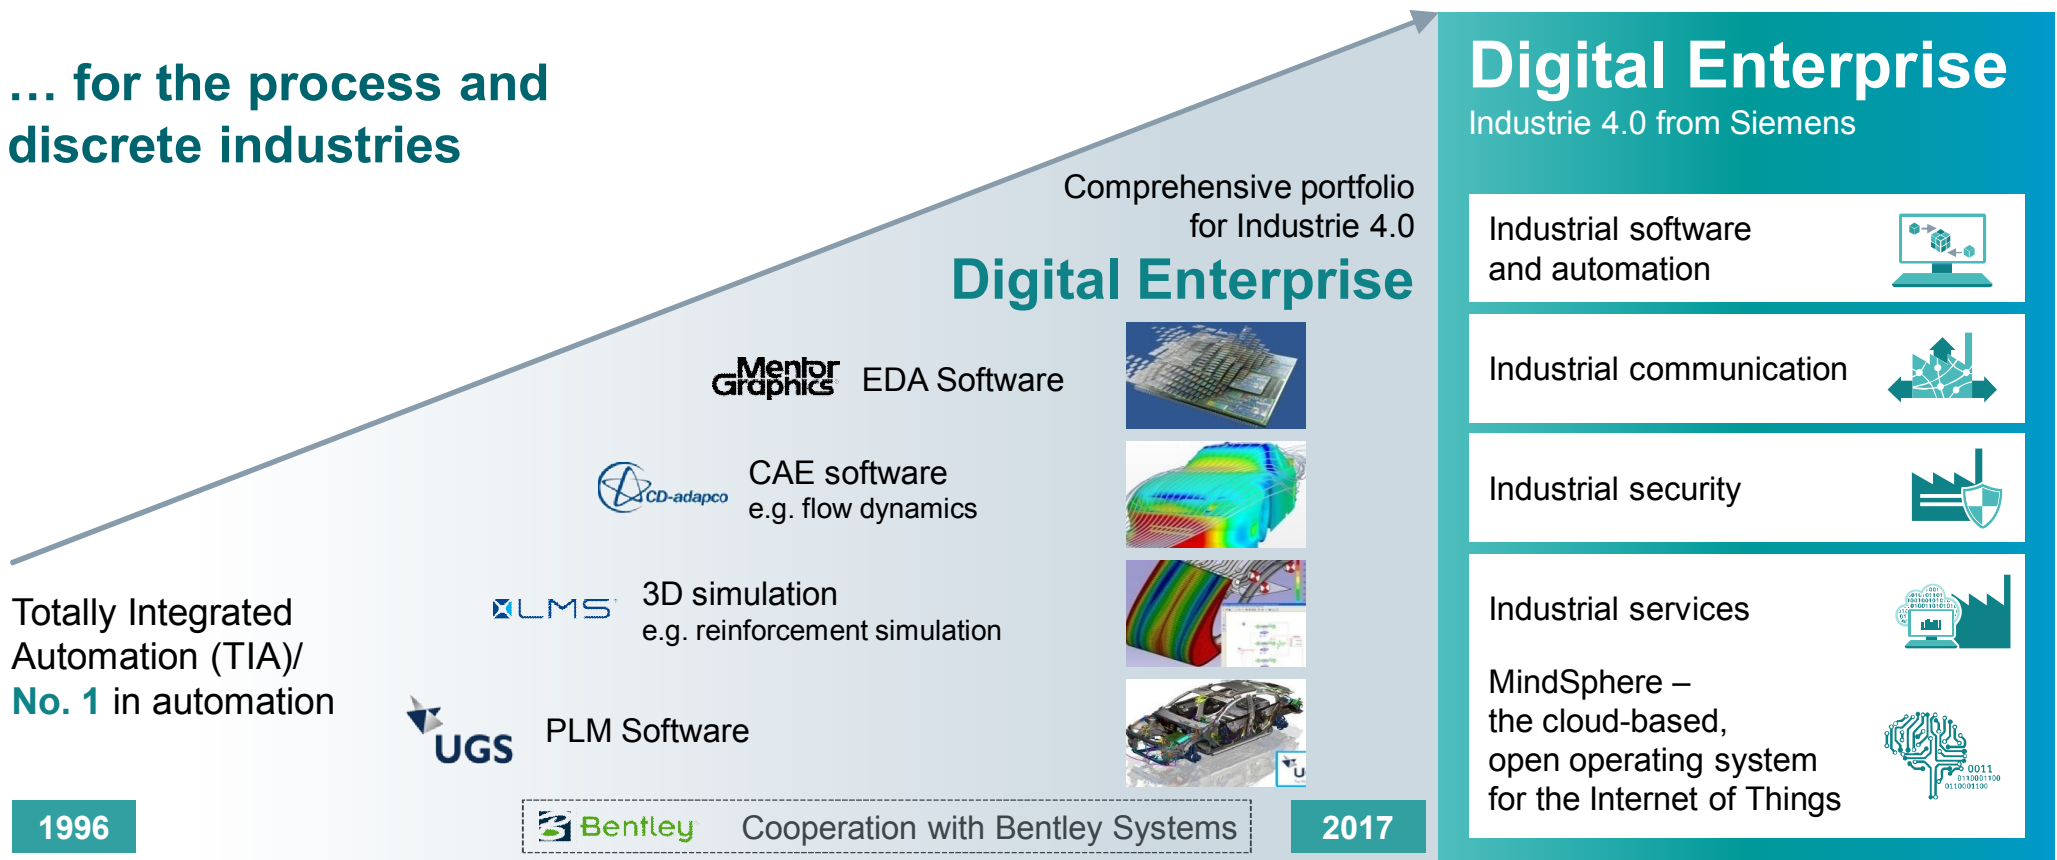 … for the process and
discrete industries
Comprehensive portfolio
for Industrie 4.0
Digital Enterprise
Mentor
Graphics
EDA Software
CD-adapco
CAE software
e.g. flow dynamics
LMS
3D simulation
e.g. reinforcement simulation
UGS
PLM Software
Totally Integrated
Automation (TIA)/
No. 1 in automation
1996
Bentley
Cooperation with Bentley Systems
2017
Digital Enterprise
Industrie 4.0 from Siemens
Industrial software
and automation
Industrial communication
Industrial security
Industrial services
MindSphere –
the cloud-based,
open operating system
for the Internet of Things
0011
0110001100
0110001100